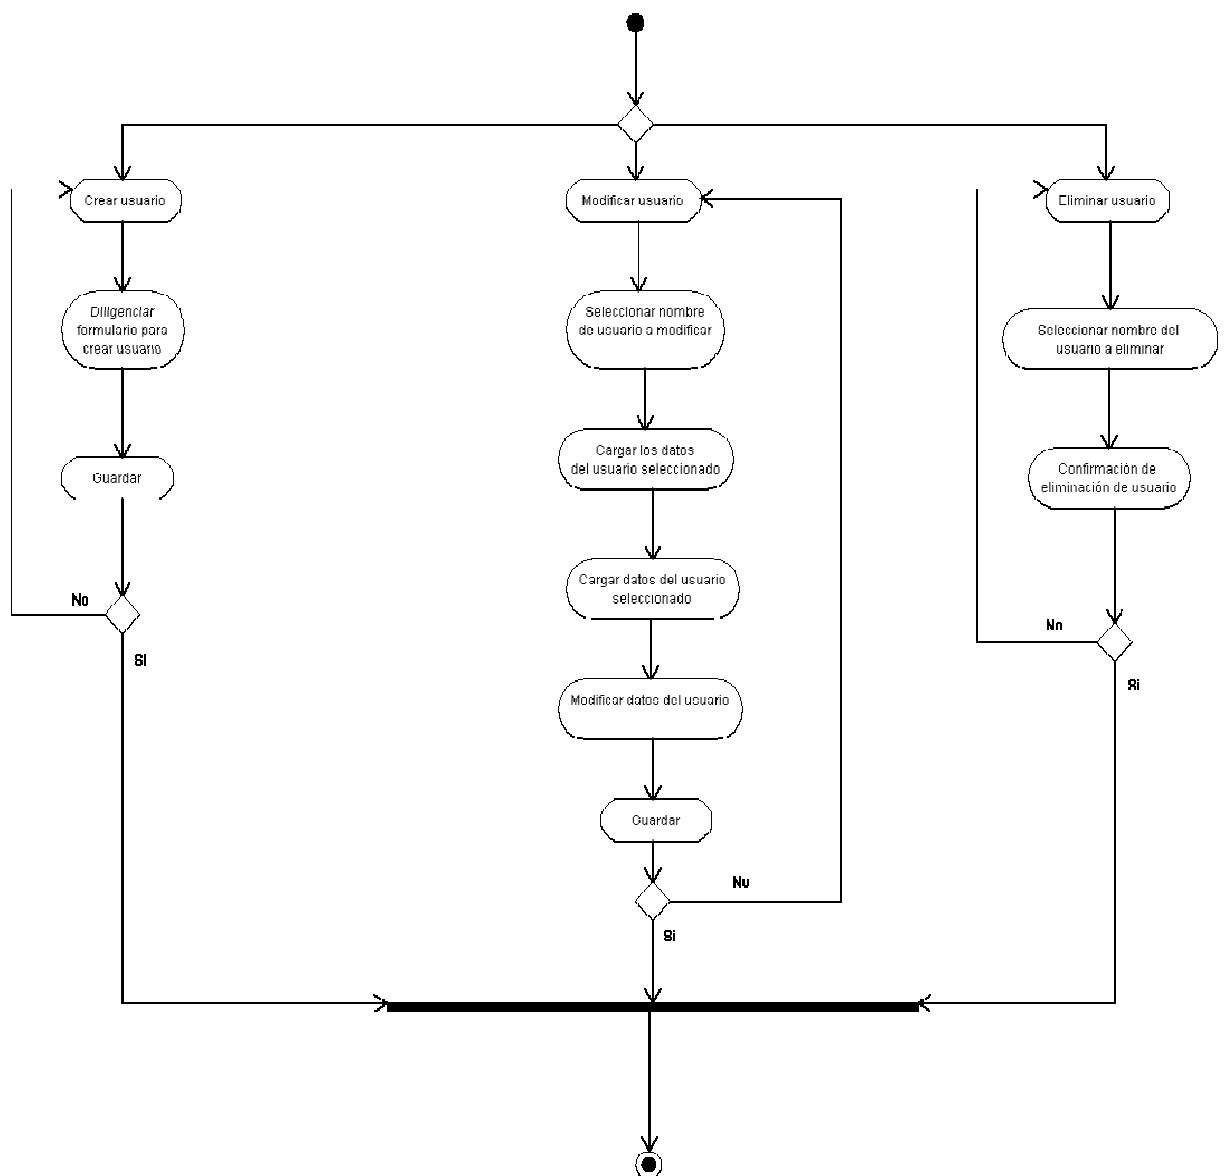 Crear usuario
Modificar usuario
Eliminar usuario
Diligenciar
formulario para
crear usuario
Seleccionar nombre
de usuario a modificar
Seleccionar nombre del
usuario a eliminar
Guardar
Cargar los datos
del usuario seleccionado
Confirmación de
eliminación de usuario
Cargar datos del usuario
seleccionado
No
No
Si
Modificar datos del usuario
Si
Guardar
No
Si